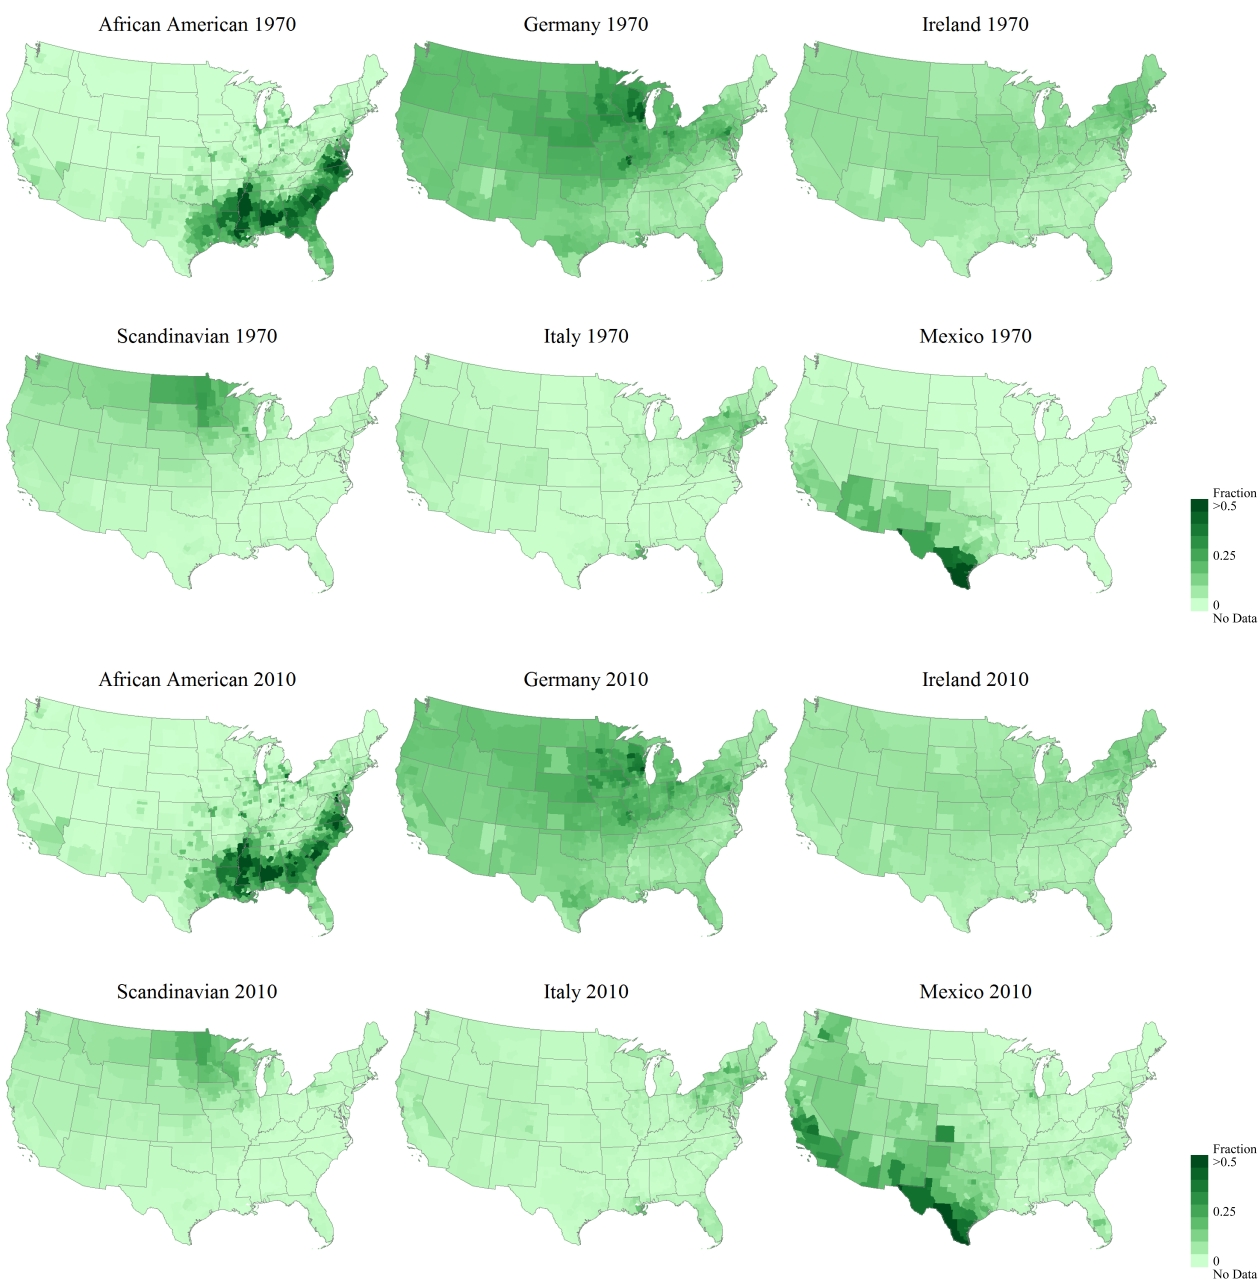 African American 1970
Germany 1970
Ireland 1970
Scandinavian 1970
Italy 1970
Mexico 1970
Fraction
>0.5
0.25
0
No Data
African American 2010
Germany 2010
Ireland 2010
Scandinavian 2010
Italy 2010
Mexico 2010
Fraction
>0.5
0.25
0
No Data